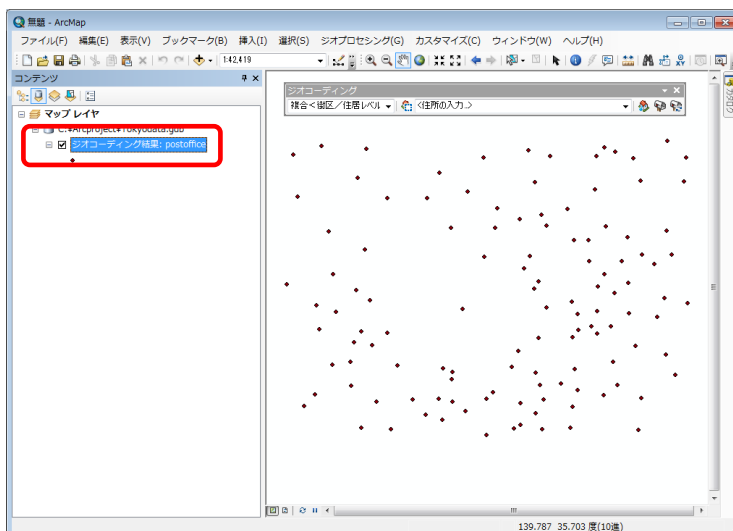 無題 - ArcMap
ファイル(F) 編集(E) 表示(V) ブックマーク(B) 挿入(I) 選択(S) ジオプロセシング(G) カスタマイズ(C) ウィンドウ(W) ヘルプ(H)
1:42,419
コンテンツ
カタログ
ジオコーディング
複合<街区/住居レベル <住所の入力...>
マップ レイヤ
C:¥Arcproject¥Tokyodata.gdb
ジオコーディング結果: postoffice
139.787 35.703 度(10進)